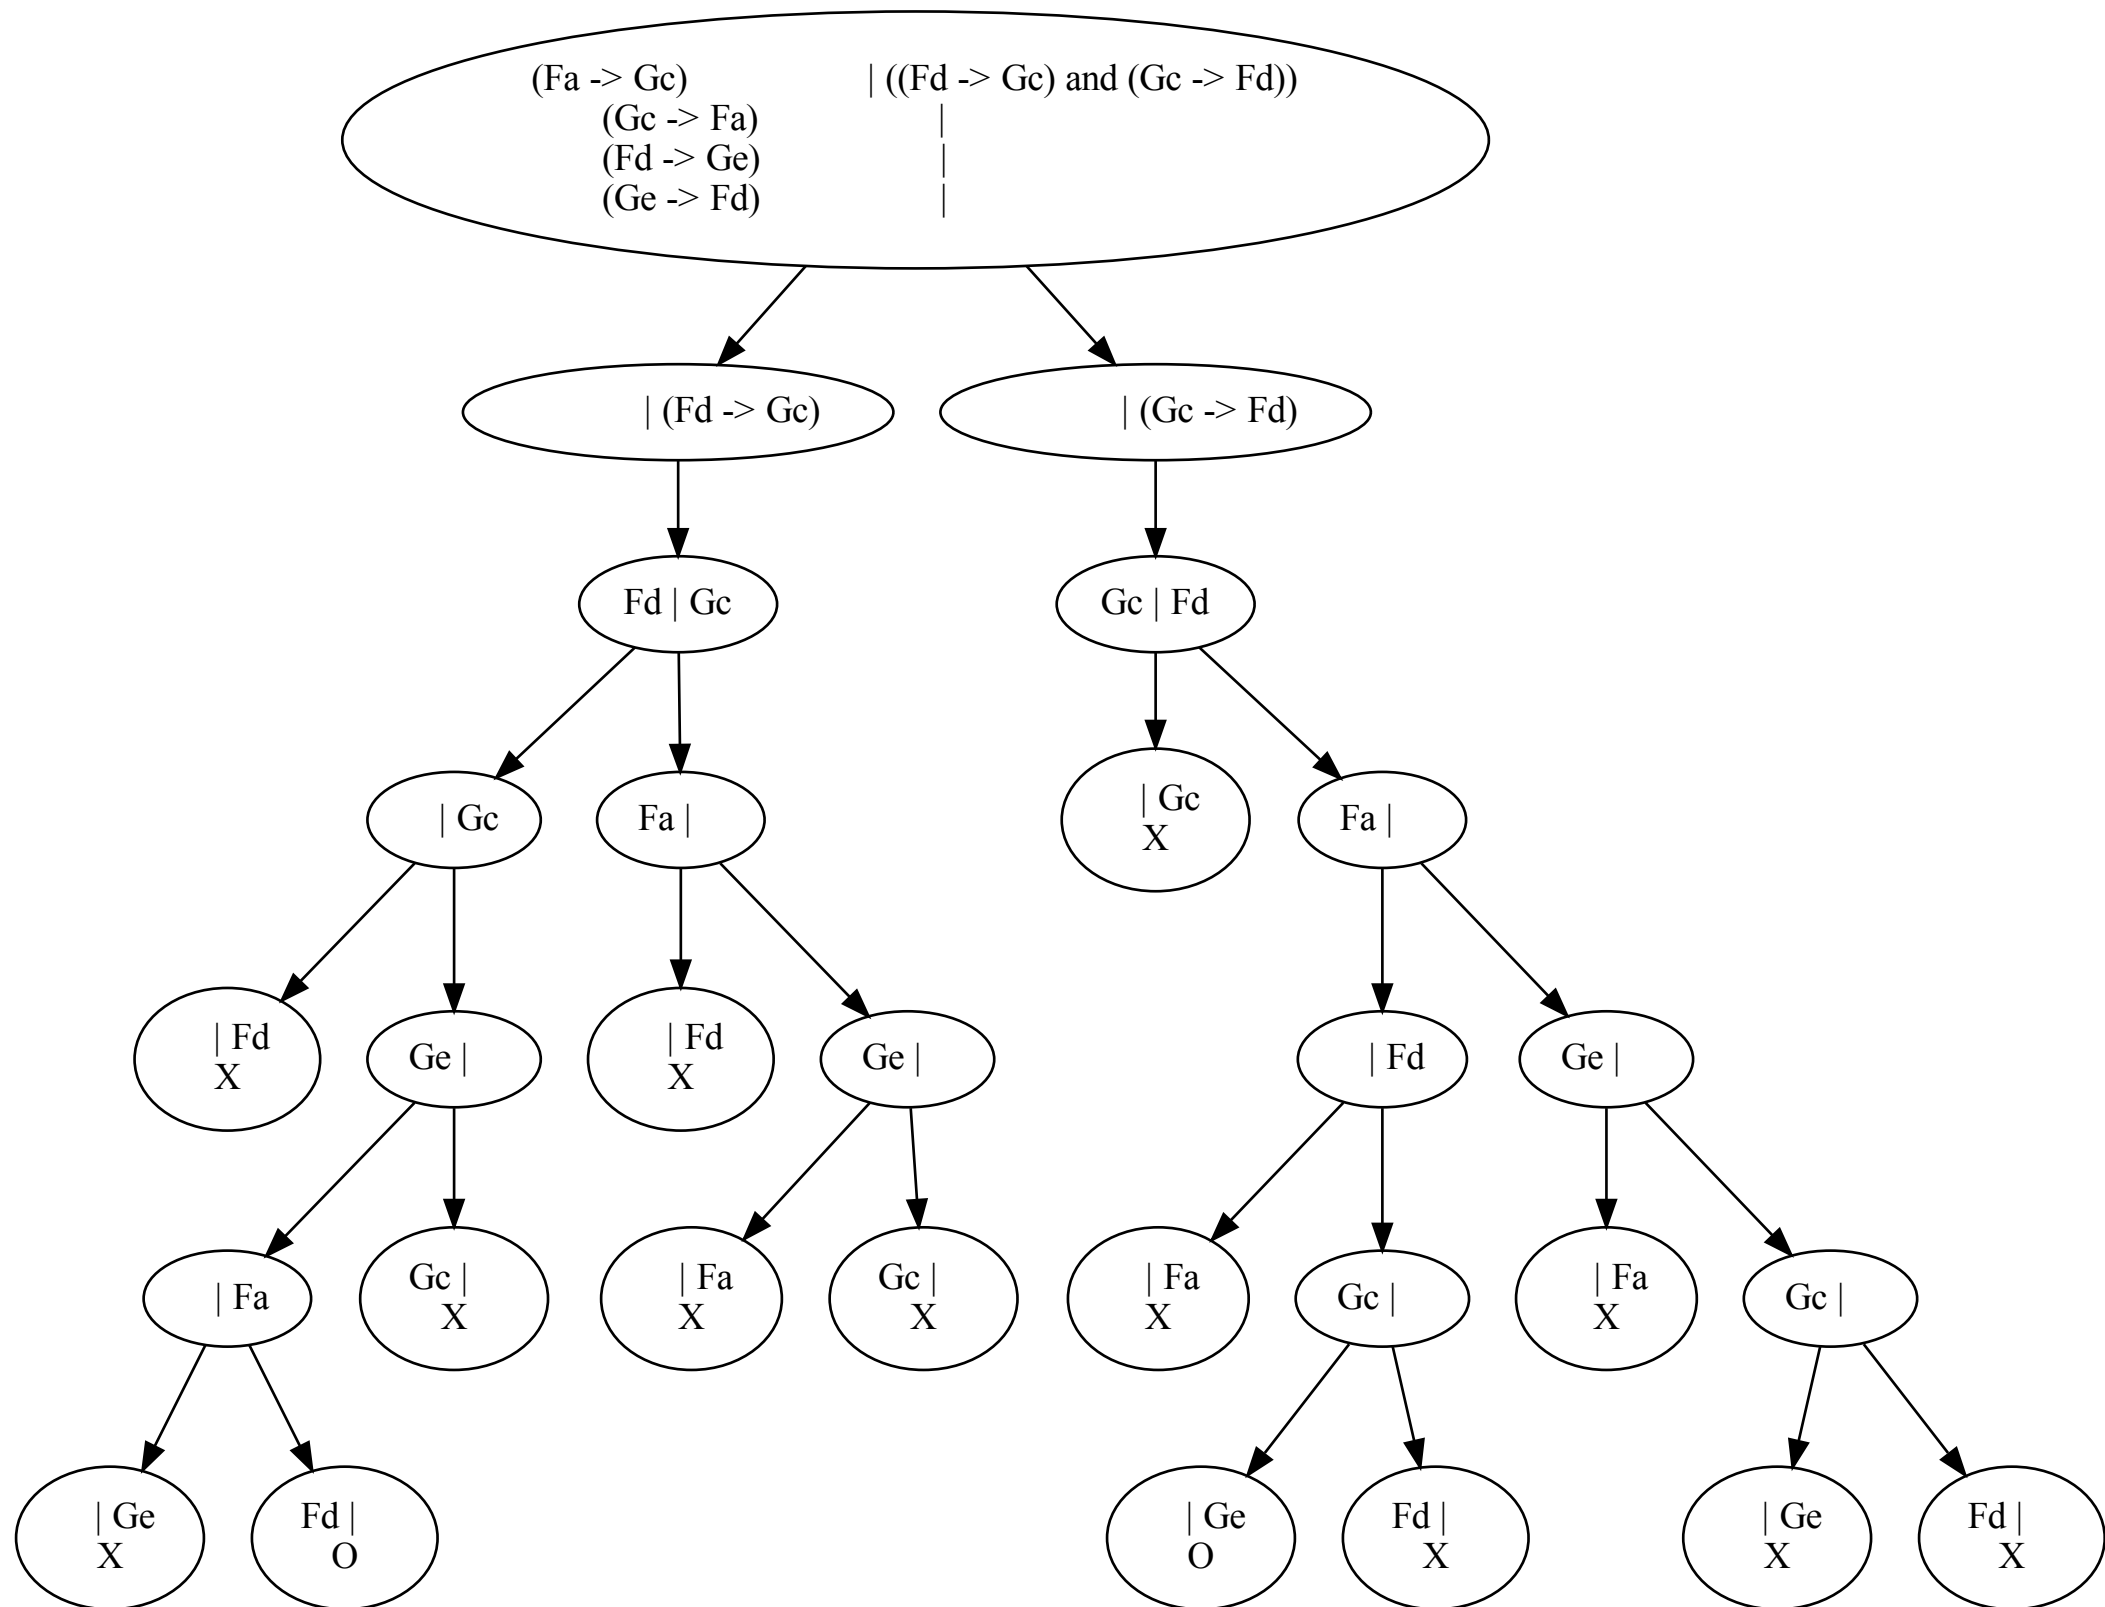 (Fa -> Gc) | ((Fd -> Gc) and (Gc -> Fd))
(Gc -> Fa) |
(Fd -> Ge) |
(Ge -> Fd) |
| (Fd -> Gc)
| (Gc -> Fd)
Fd | Gc
Gc | Fd
| Gc
Fa |
| Gc
X
Fa |
| Fd
X
Ge |
| Fd
X
Ge |
| Fd
Ge |
| Fa
Gc |
X
| Fa
X
Gc |
X
| Fa
X
Gc |
| Fa
X
Gc |
| Ge
X
Fd |
O
| Ge
O
Fd |
X
| Ge
X
Fd |
X